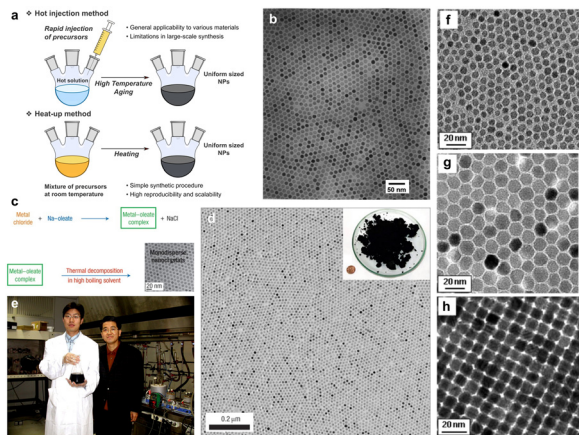 a
❖ Hot injection method
Rapid injection
of precursors
• General applicability to various materials
• Limitations in large-scale synthesis
Hot solution
High Temperature
Aging
Uniform sized
NPs
❖ Heat-up method
Heating
Uniform sized
NPs
Mixture of precursors
at room temperature
• Simple synthetic procedure
• High reproducibility and scalability
b
50 nm
c
Metal
chloride
+
Na–oleate
Metal–oleate
complex
+ NaCl
Metal–oleate
complex
Thermal decomposition
in high boiling solvent
Monodisperse
nanocrystals
20 nm
d
0.2 μm
e
f
20 nm
g
20 nm
h
20 nm